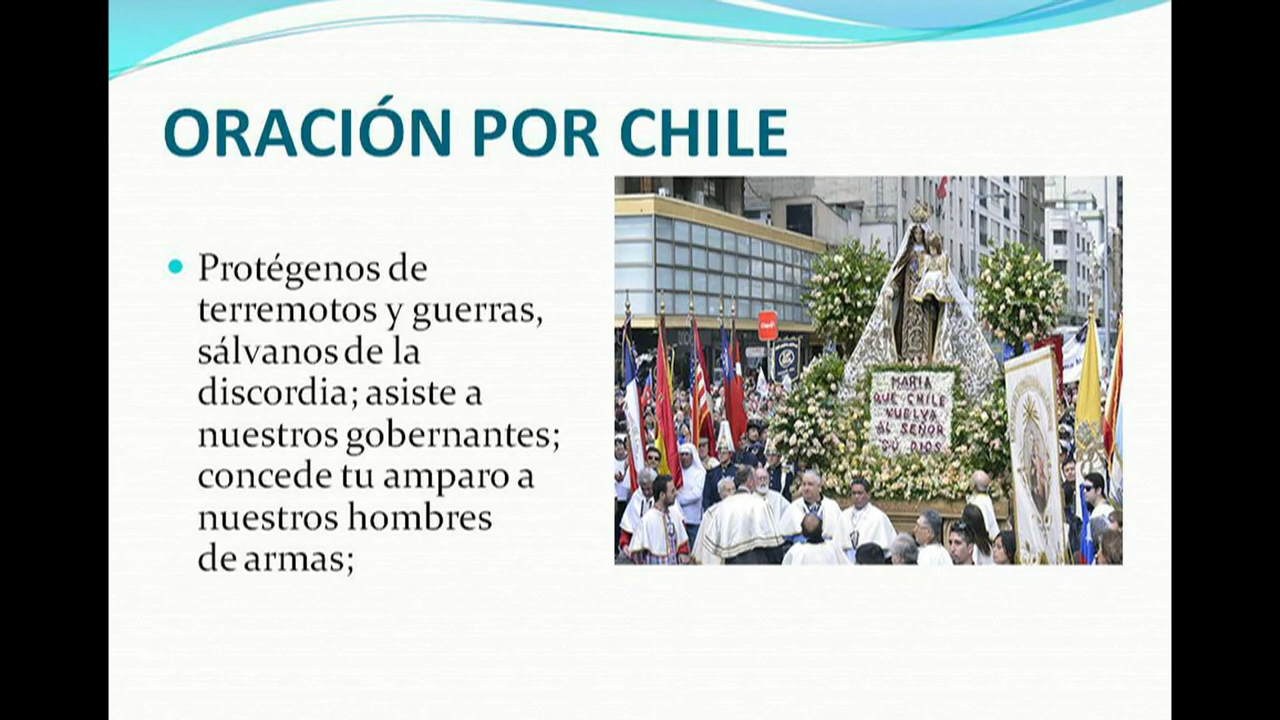 ORACIÓN POR CHILE
Protégenos de
terremotos y guerras,
sálvanos de la
discordia; asiste a
nuestros gobernantes;
concede tu amparo a
nuestros hombres
de armas;
Claro
MARIA
QUE CHILE
VUELVA
AL SEÑOR
SU DIOS